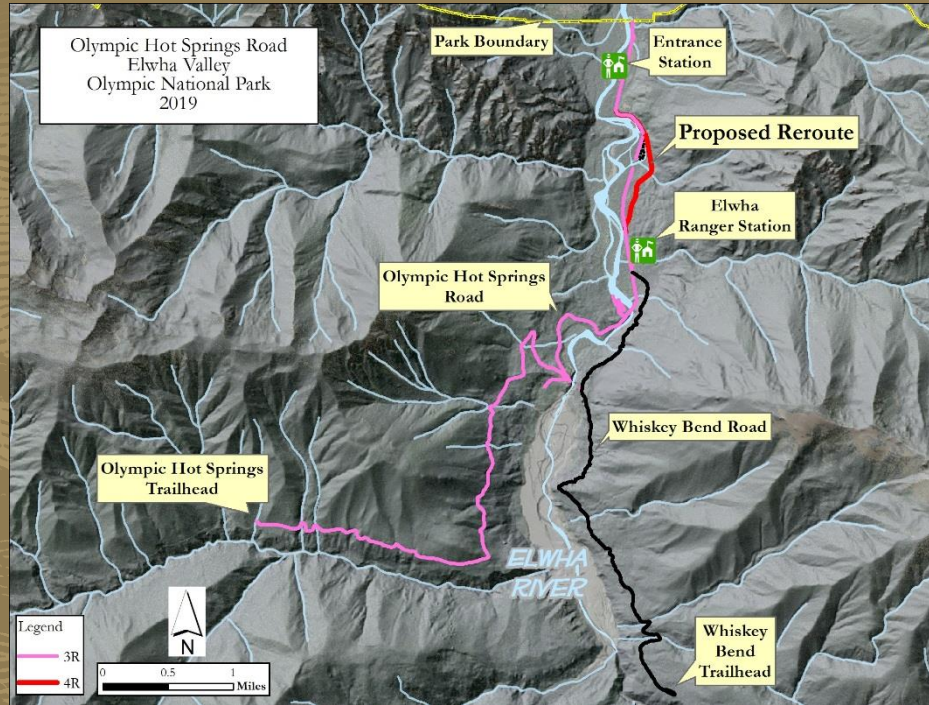 Olympic Hot Springs Road
Elwha Valley
Olympic National Park
2019
Park Boundary
Entrance
Station
Proposed Reroute
Elwha
Ranger Station
Olympic Hot Springs
Road
Whiskey Bend Road
Olympic Hot Springs
Trailhead
ELWHA
RIVER
Whiskey
Bend
Trailhead
N
Legend
3R
4R
0 0.5 1
Miles